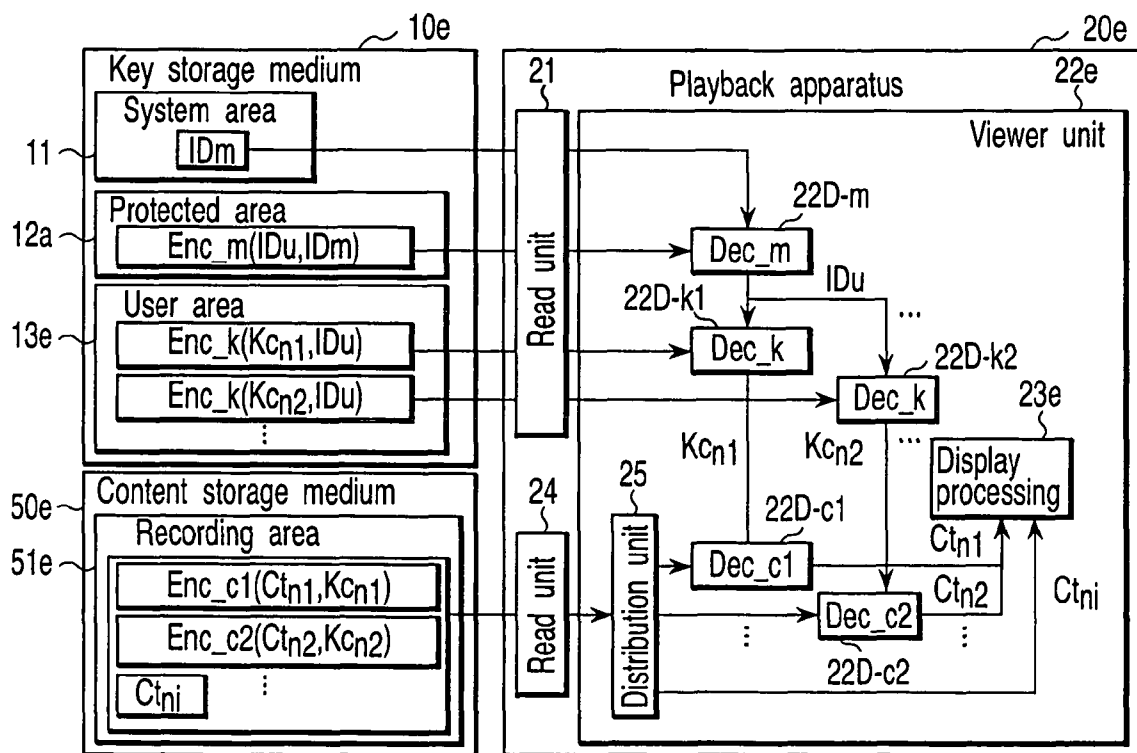 10e
Key storage medium
System area
IDm
11
Protected area
12a
Enc_m(IDu,IDm)
User area
13e
Enc_k(Kcn1,IDu)
Enc_k(Kcn2,IDu)
⋮
Content storage medium
50e
Recording area
51e
Enc_c1(Ctn1,Kcn1)
Enc_c2(Ctn2,Kcn2)
⋮
Ctni
20e
21
Playback apparatus
22e
Viewer unit
Read unit
22D-m
Dec_m
IDu
...
22D-k1
Dec_k
22D-k2
Dec_k
...
Kcn1
Kcn2
23e
Display
processing
24
Read unit
25
Distribution unit
22D-c1
Dec_c1
Ctn1
Dec_c2
Ctn2
⋮
⋮
22D-c2
Ctni